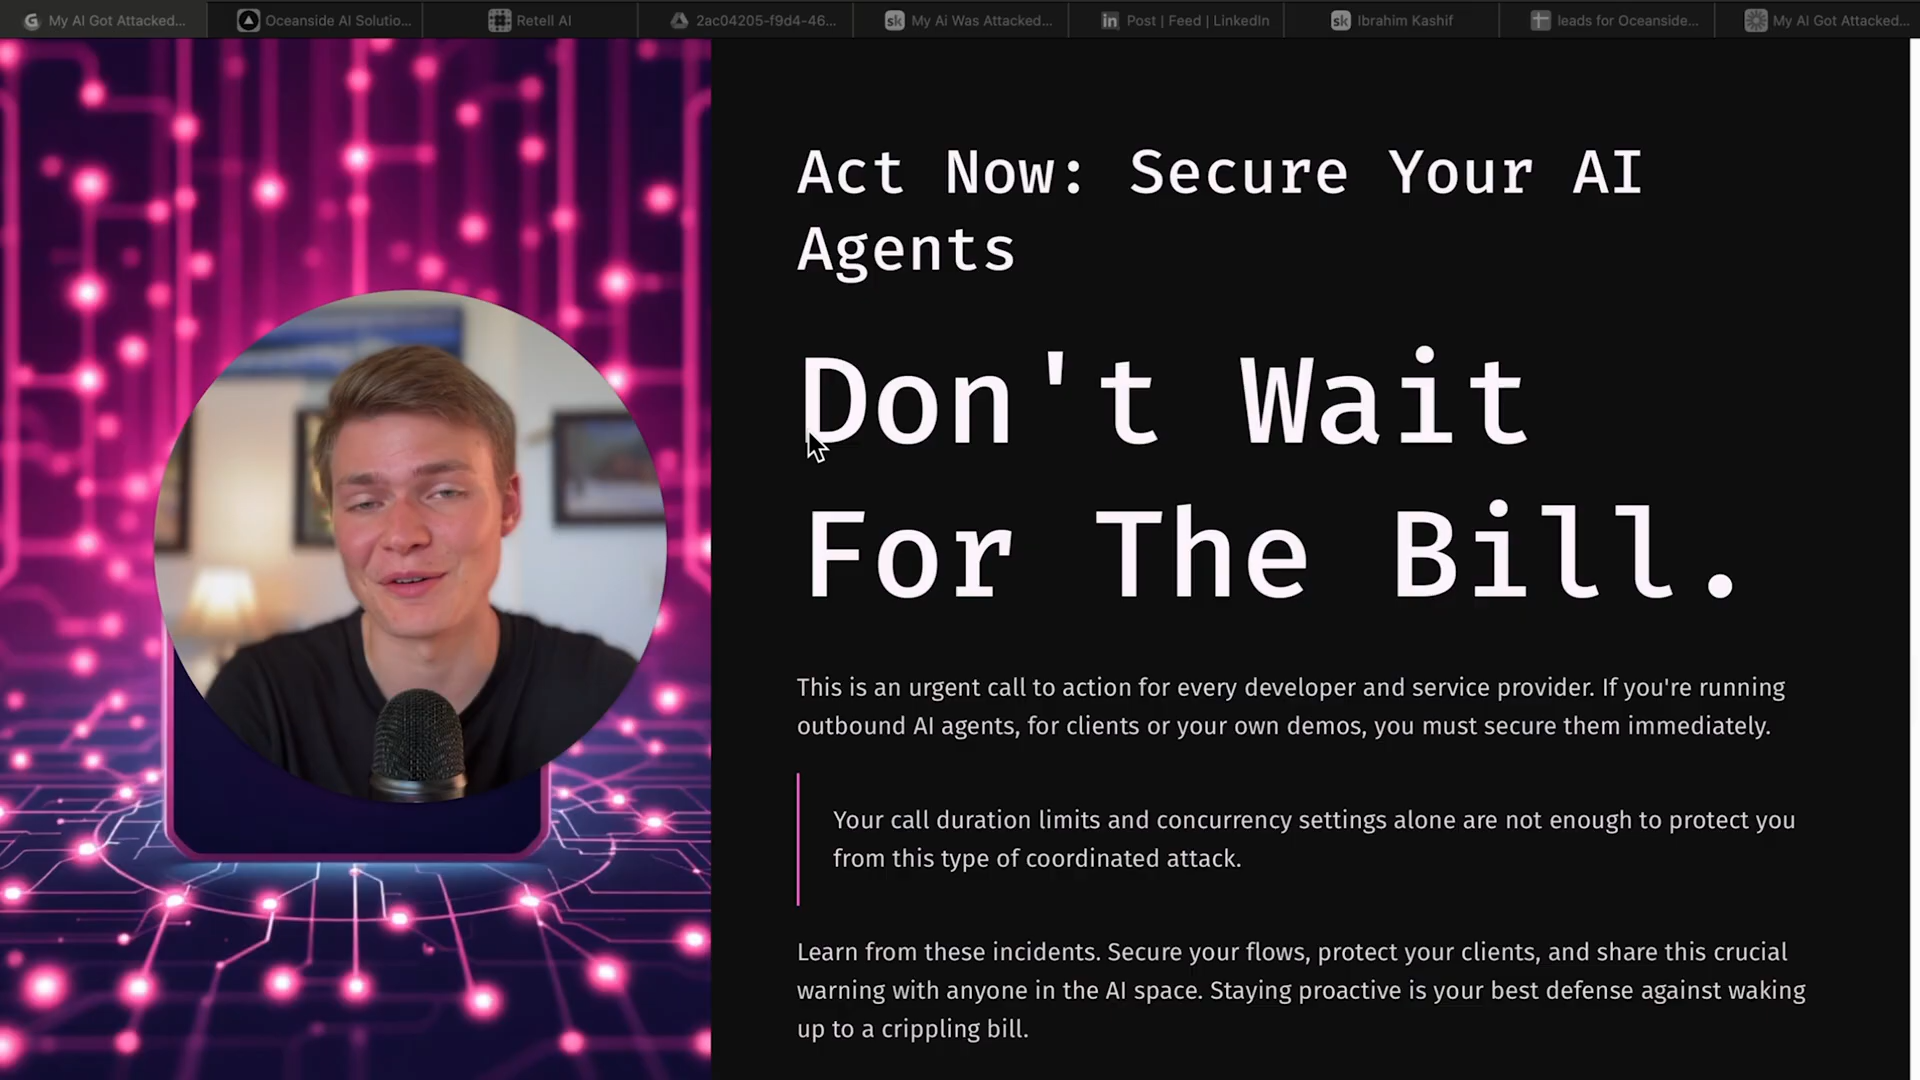 My AI Got Attacked...
Oceanside AI Solutio...
Retell AI
2ac04205-f9d4-46...
My Ai Was Attacked...
Post | Feed | LinkedIn
Ibrahim Kashif
leads for Oceanside...
My AI Got Attacked...
Act Now: Secure Your AI
Agents
Don't Wait
For The Bill.
This is an urgent call to action for every developer and service provider. If you're running
outbound AI agents, for clients or your own demos, you must secure them immediately.
Your call duration limits and concurrency settings alone are not enough to protect you
from this type of coordinated attack.
Learn from these incidents. Secure your flows, protect your clients, and share this crucial
warning with anyone in the AI space. Staying proactive is your best defense against waking
up to a crippling bill.